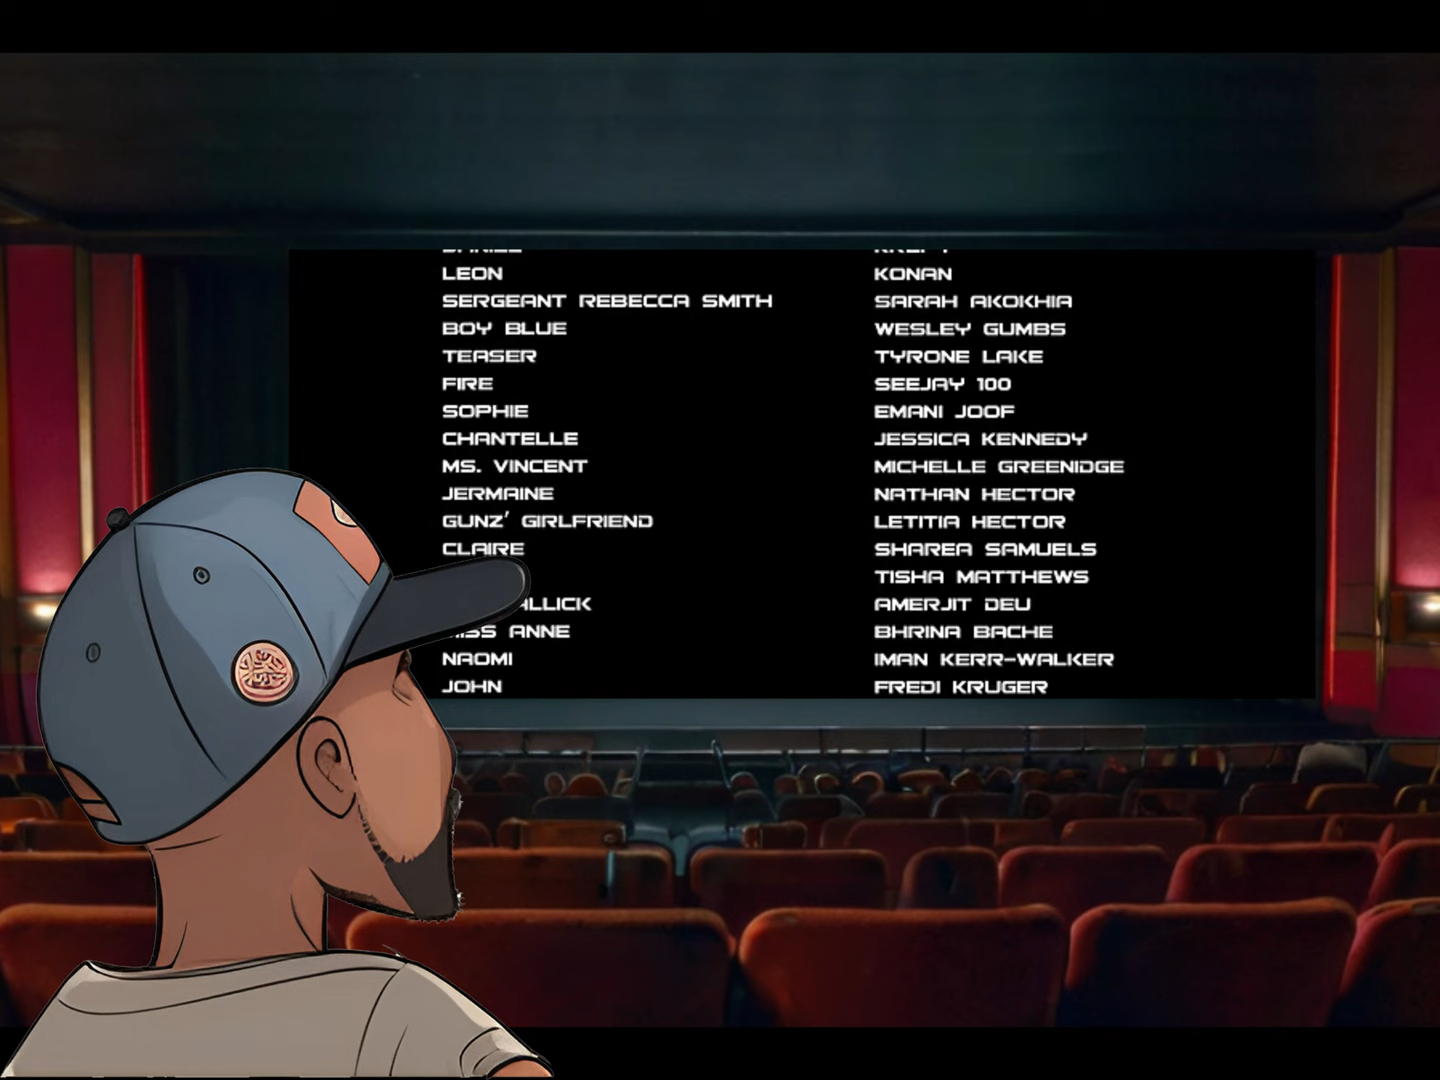 LEON KONAN
SERGEANT REBECCA SMITH SARAH AKOKHIA
BOY BLUE WESLEY GUMBS
TEASER TYRONE LAKE
FIRE SEEJAY 100
SOPHIE EMANI JOOF
CHANTELLE JESSICA KENNEDY
MS. VINCENT MICHELLE GREENIDGE
JERMAINE NATHAN HECTOR
GUNZ' GIRLFRIEND LETITIA HECTOR
CLAIRE SHAREA SAMUELS
TISHA MATTHEWS
ALLICK AMERJIT DEU
ANNE BHRINA BACHE
NAOMI IMAN KERR-WALKER
JOHN FREDI KRUGER